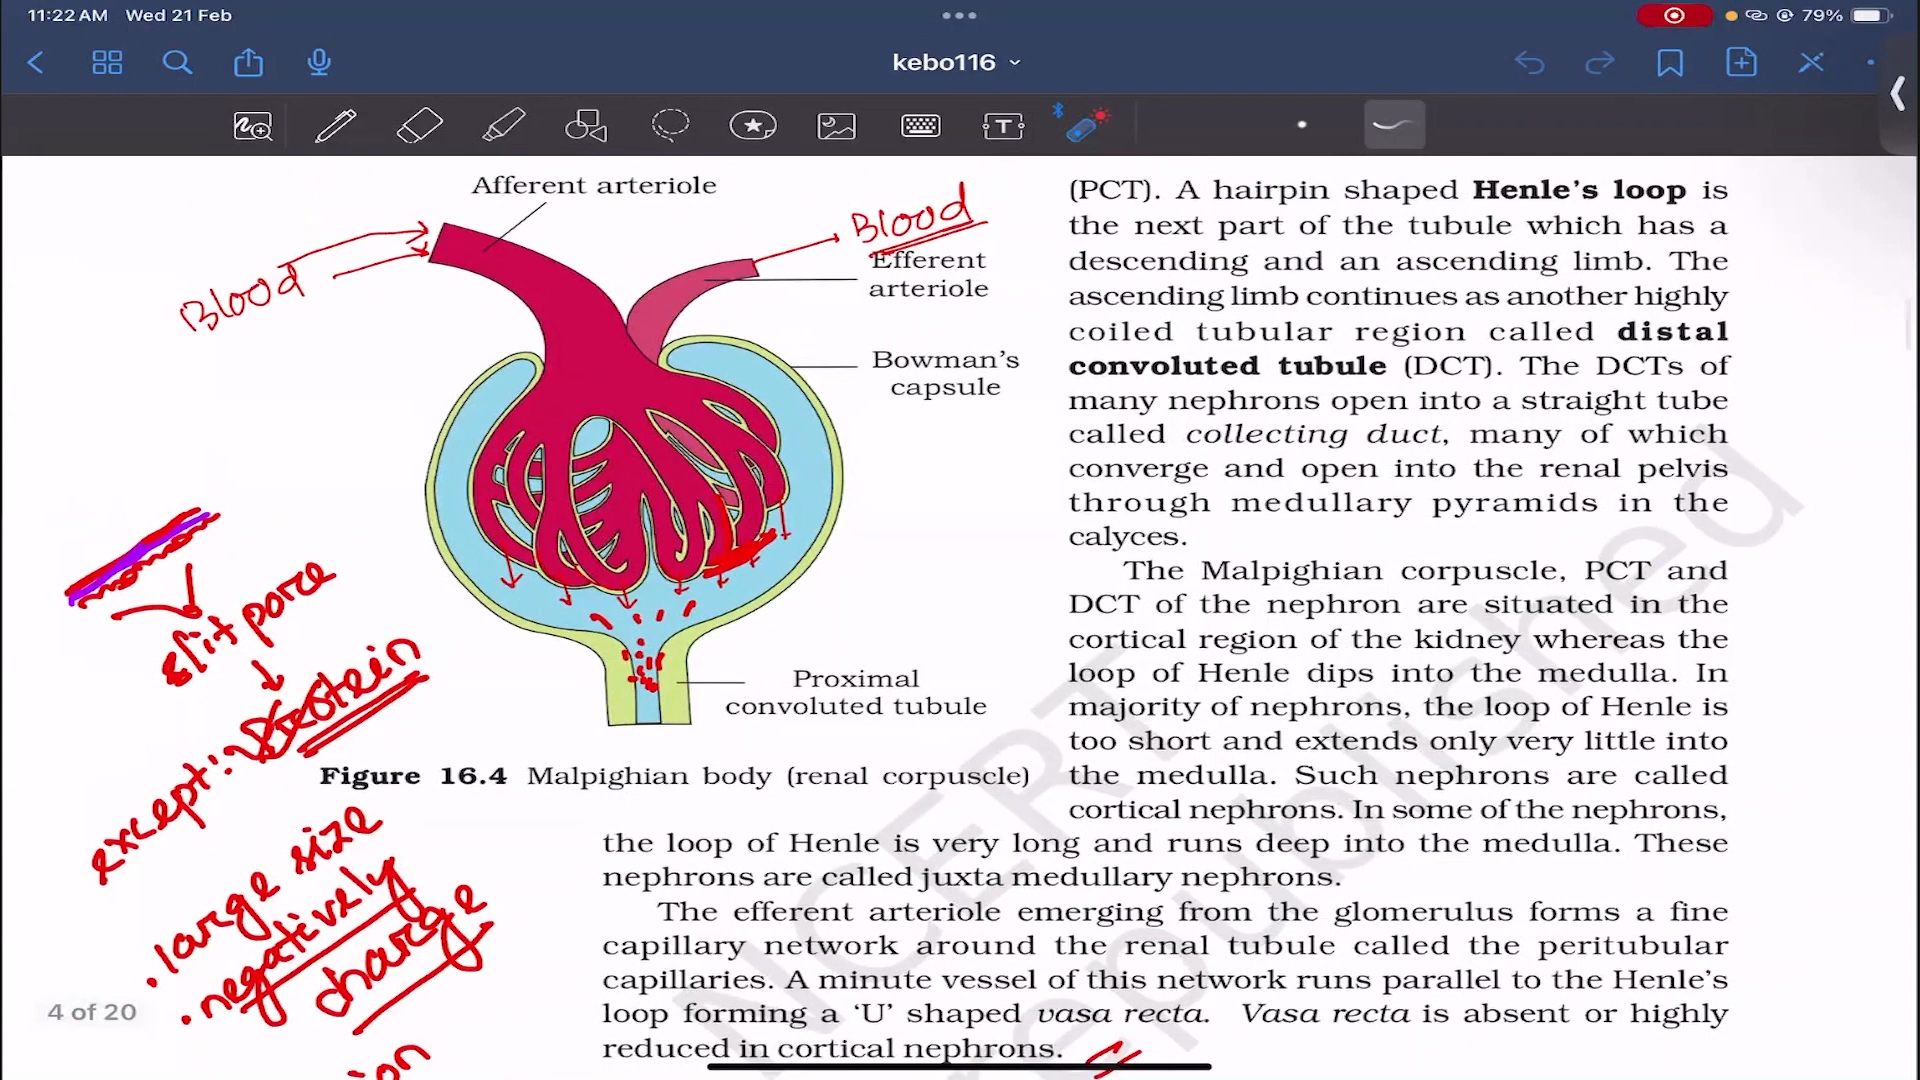 11:22 AM Wed 21 Feb
79%
kebo116
Afferent arteriole
Blood
Blood
Efferent
arteriole
Bowman's
capsule
slit pore
except: Protein
Proximal
convoluted tubule
Figure 16.4 Malpighian body (renal corpuscle)
. large size
. negatively
charge
4 of 20
(PCT). A hairpin shaped Henle's loop is
the next part of the tubule which has a
descending and an ascending limb. The
ascending limb continues as another highly
coiled tubular region called distal
convoluted tubule (DCT). The DCTs of
many nephrons open into a straight tube
called collecting duct, many of which
converge and open into the renal pelvis
through medullary pyramids in the
calyces.
The Malpighian corpuscle, PCT and
DCT of the nephron are situated in the
cortical region of the kidney whereas the
loop of Henle dips into the medulla. In
majority of nephrons, the loop of Henle is
too short and extends only very little into
the medulla. Such nephrons are called
cortical nephrons. In some of the nephrons,
the loop of Henle is very long and runs deep into the medulla. These
nephrons are called juxta medullary nephrons.
The efferent arteriole emerging from the glomerulus forms a fine
capillary network around the renal tubule called the peritubular
capillaries. A minute vessel of this network runs parallel to the Henle's
loop forming a 'U' shaped vasa recta. Vasa recta is absent or highly
reduced in cortical nephrons.
NCERT
republished